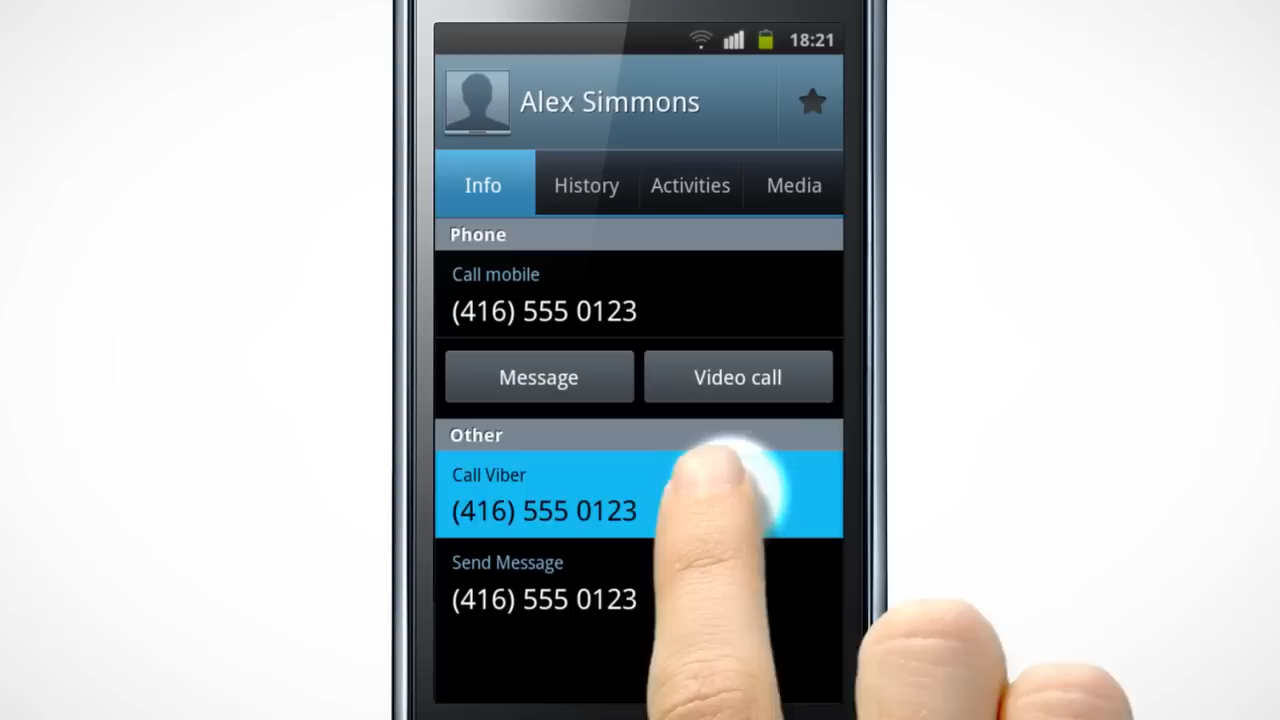 18:21
Alex Simmons
Info History Activities Media
Phone
Call mobile
(416) 555 0123
Message Video call
Other
Call Viber
(416) 555 0123
Send Message
(416) 555 0123